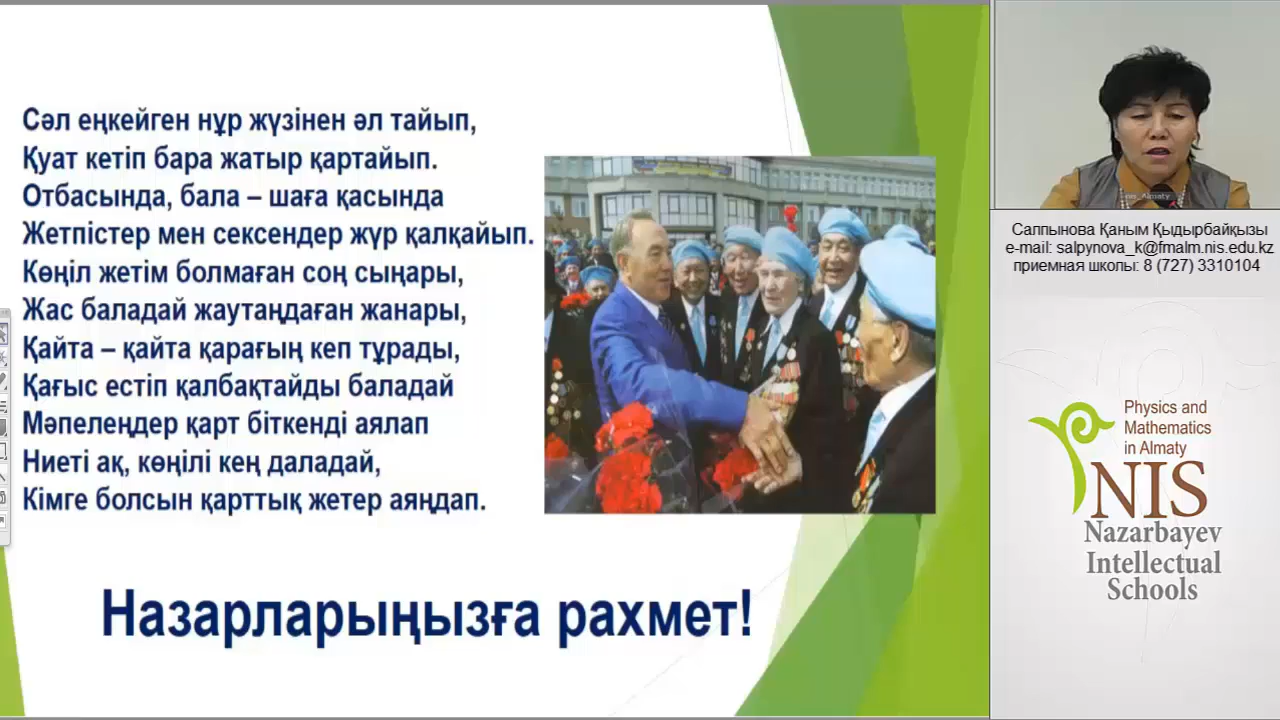 Сәл еңкейген нұр жүзінен әл тайып,
Қуат кетіп бара жатыр қартайып.
Отбасында, бала – шаға қасында
Жетпістер мен сексендер жүр қалқайып.
Көңіл жетім болмаған соң сыңары,
Жас баладай жаутаңдаған жанары,
Қайта – қайта қарағың кеп тұрады,
Қағыс естіп қалбақтайды баладай
Мәпелеңдер қарт біткенді аялап
Ниеті ақ, көңілі кең даладай,
Кімге болсын қарттық жетер аяңдап.
Назарларыңызға рахмет!
Салпынова Қаным Қыдырбайқызы
e-mail: salpynova_k@fmalm.nis.edu.kz
приемная школы: 8 (727) 3310104
Physics and
Mathematics
in Almaty
NIS
Nazarbayev
Intellectual
Schools